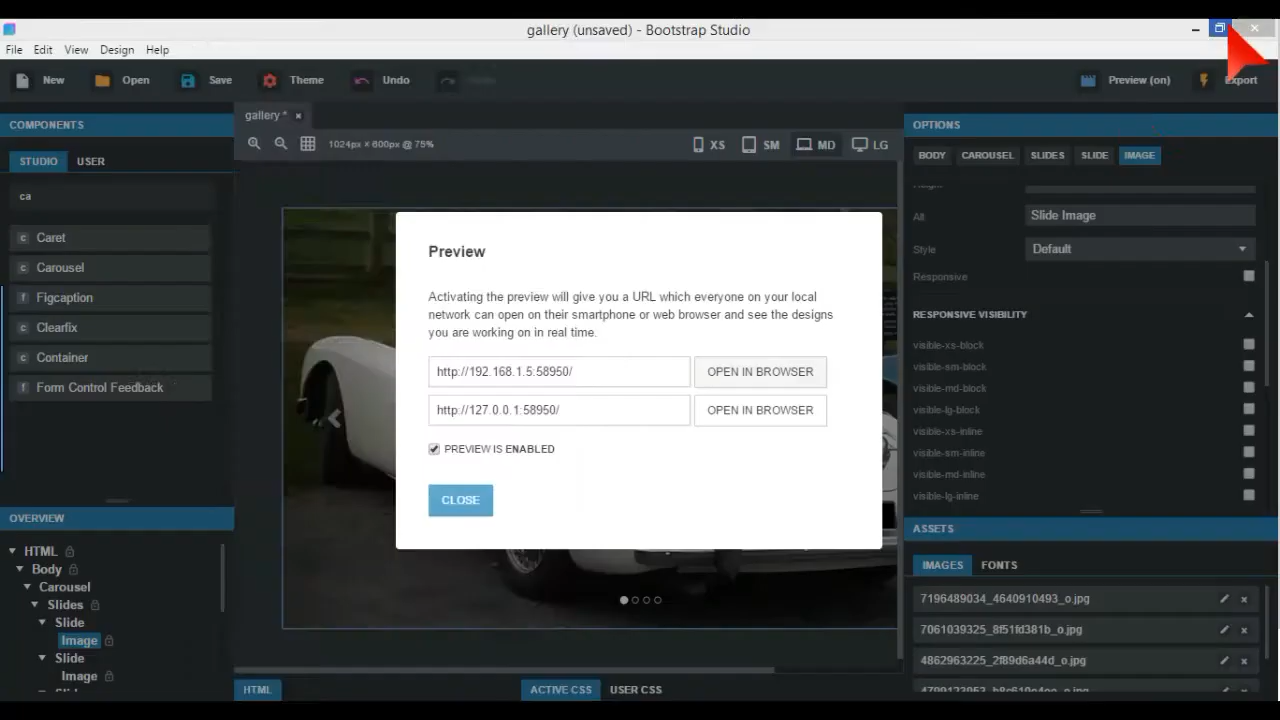 gallery (unsaved) - Bootstrap Studio
File Edit View Design Help
New Open Save Theme Undo Preview (on) Export
COMPONENTS
STUDIO USER
ca
Caret
Carousel
Figcaption
Clearfix
Container
Form Control Feedback
OVERVIEW
HTML
Body
Carousel
Slides
Slide
Image
Slide
Image
gallery *
1024px × 600px @ 75%
XS SM MD LG
Preview
Activating the preview will give you a URL which everyone on your local
network can open on their smartphone or web browser and see the designs
you are working on in real time.
http://192.168.1.5:58950/ OPEN IN BROWSER
http://127.0.0.1:58950/ OPEN IN BROWSER
PREVIEW IS ENABLED
CLOSE
HTML ACTIVE CSS USER CSS
OPTIONS
BODY CAROUSEL SLIDES SLIDE IMAGE
Alt Slide Image
Style Default
Responsive
RESPONSIVE VISIBILITY
visible-xs-block
visible-sm-block
visible-md-block
visible-lg-block
visible-xs-inline
visible-sm-inline
visible-md-inline
visible-lg-inline
ASSETS
IMAGES FONTS
7196489034_4640910493_o.jpg
7061039325_8f51fd381b_o.jpg
4862963225_2f89d6a44d_o.jpg